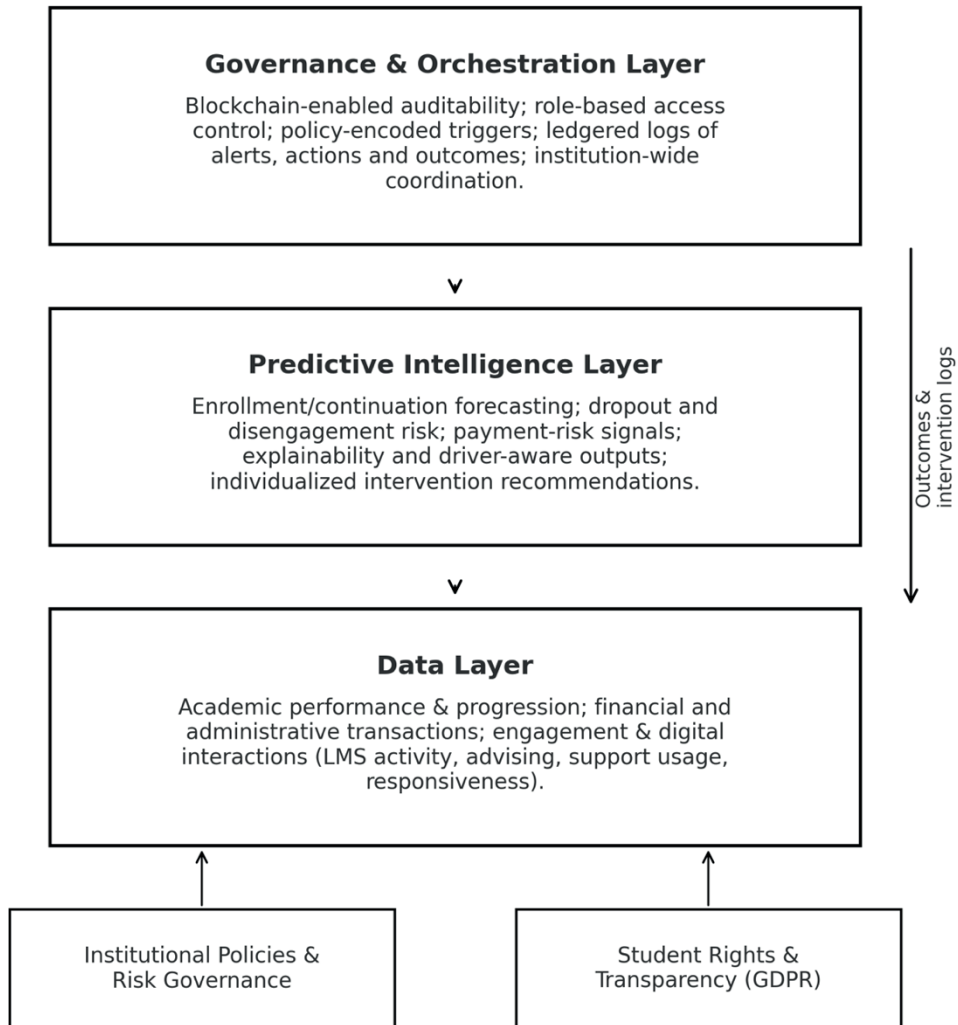 Governance & Orchestration Layer
Blockchain-enabled auditability; role-based access
control; policy-encoded triggers; ledgered logs of
alerts, actions and outcomes; institution-wide
coordination.
Predictive Intelligence Layer
Enrollment/continuation forecasting; dropout and
disengagement risk; payment-risk signals;
explainability and driver-aware outputs;
individualized intervention recommendations.
Outcomes &
intervention logs
Data Layer
Academic performance & progression; financial and
administrative transactions; engagement & digital
interactions (LMS activity, advising, support usage,
responsiveness).
Institutional Policies &
Risk Governance
Student Rights &
Transparency (GDPR)